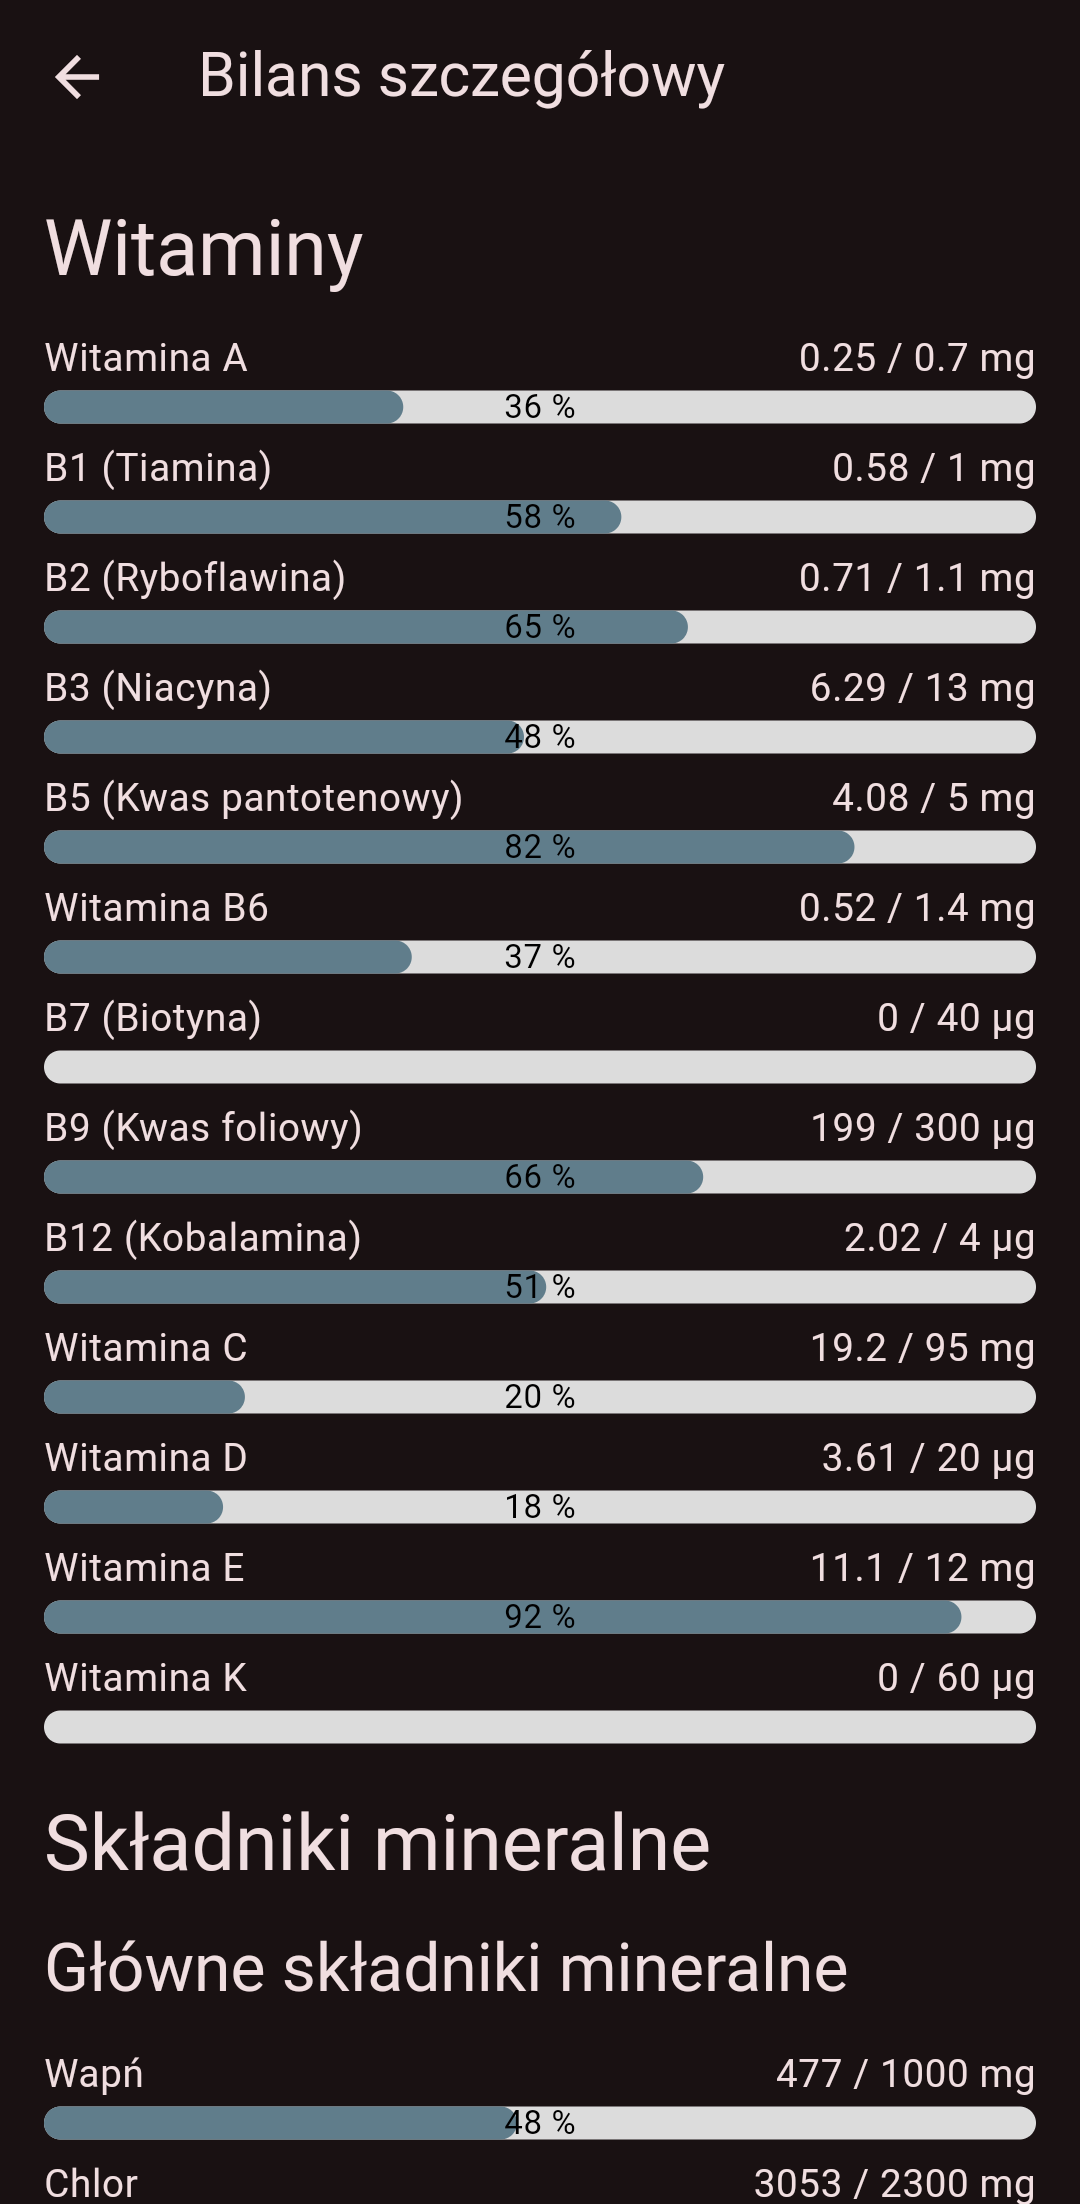 Bilans szczegółowy
Witaminy
Witamina A 0.25 / 0.7 mg
36 %
B1 (Tiamina) 0.58 / 1 mg
58 %
B2 (Ryboflawina) 0.71 / 1.1 mg
65 %
B3 (Niacyna) 6.29 / 13 mg
48 %
B5 (Kwas pantotenowy) 4.08 / 5 mg
82 %
Witamina B6 0.52 / 1.4 mg
37 %
B7 (Biotyna) 0 / 40 µg
B9 (Kwas foliowy) 199 / 300 µg
66 %
B12 (Kobalamina) 2.02 / 4 µg
51 %
Witamina C 19.2 / 95 mg
20 %
Witamina D 3.61 / 20 µg
18 %
Witamina E 11.1 / 12 mg
92 %
Witamina K 0 / 60 µg
Składniki mineralne
Główne składniki mineralne
Wapń 477 / 1000 mg
48 %
Chlor 3053 / 2300 mg